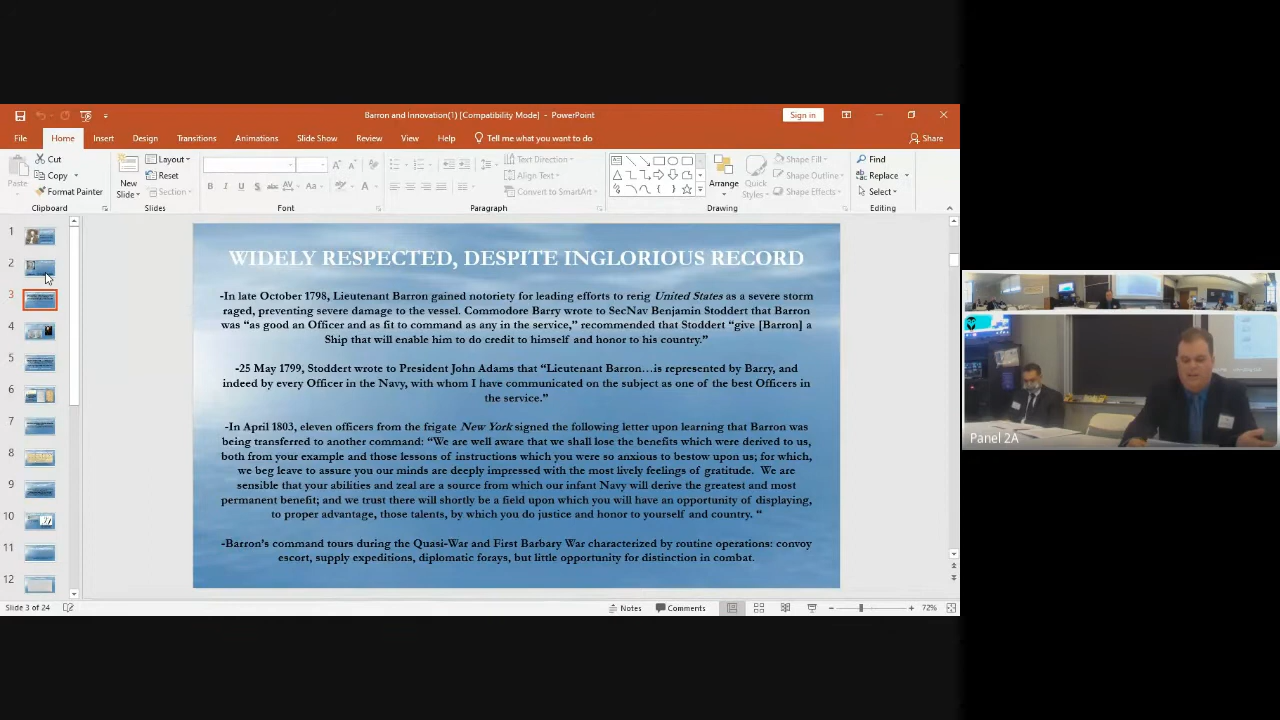 Barron and Innovation(1) [Compatibility Mode] - PowerPoint
Sign in
File Home Insert Design Transitions Animations Slide Show Review View Help Tell me what you want to do
Share
Paste
Cut
Copy
Format Painter
Clipboard
New Slide
Layout
Reset
Section
Slides
B I U S abc AV Aa A
Font
Text Direction
Align Text
Convert to SmartArt
Paragraph
Arrange
Quick Styles
Shape Fill
Shape Outline
Shape Effects
Drawing
Find
Replace
Select
Editing
1
2
3
4
5
6
7
8
9
10
11
12
WIDELY RESPECTED, DESPITE INGLORIOUS RECORD
-In late October 1798, Lieutenant Barron gained notoriety for leading efforts to rerig United States as a severe storm
raged, preventing severe damage to the vessel. Commodore Barry wrote to SecNav Benjamin Stoddert that Barron
was “as good an Officer and as fit to command as any in the service,” recommended that Stoddert “give [Barron] a
Ship that will enable him to do credit to himself and honor to his country.”
-25 May 1799, Stoddert wrote to President John Adams that “Lieutenant Barron…is represented by Barry, and
indeed by every Officer in the Navy, with whom I have communicated on the subject as one of the best Officers in
the service.”
-In April 1803, eleven officers from the frigate New York signed the following letter upon learning that Barron was
being transferred to another command: “We are well aware that we shall lose the benefits which were derived to us,
both from your example and those lessons of instructions which you were so anxious to bestow upon us; for which,
we beg leave to assure you our minds are deeply impressed with the most lively feelings of gratitude. We are
sensible that your abilities and zeal are a source from which our infant Navy will derive the greatest and most
permanent benefit; and we trust there will shortly be a field upon which you will have an opportunity of displaying,
to proper advantage, those talents, by which you do justice and honor to yourself and country. “
-Barron’s command tours during the Quasi-War and First Barbary War characterized by routine operations: convoy
escort, supply expeditions, diplomatic forays, but little opportunity for distinction in combat.
Slide 3 of 24
Notes
Comments
72%
Panel 2A